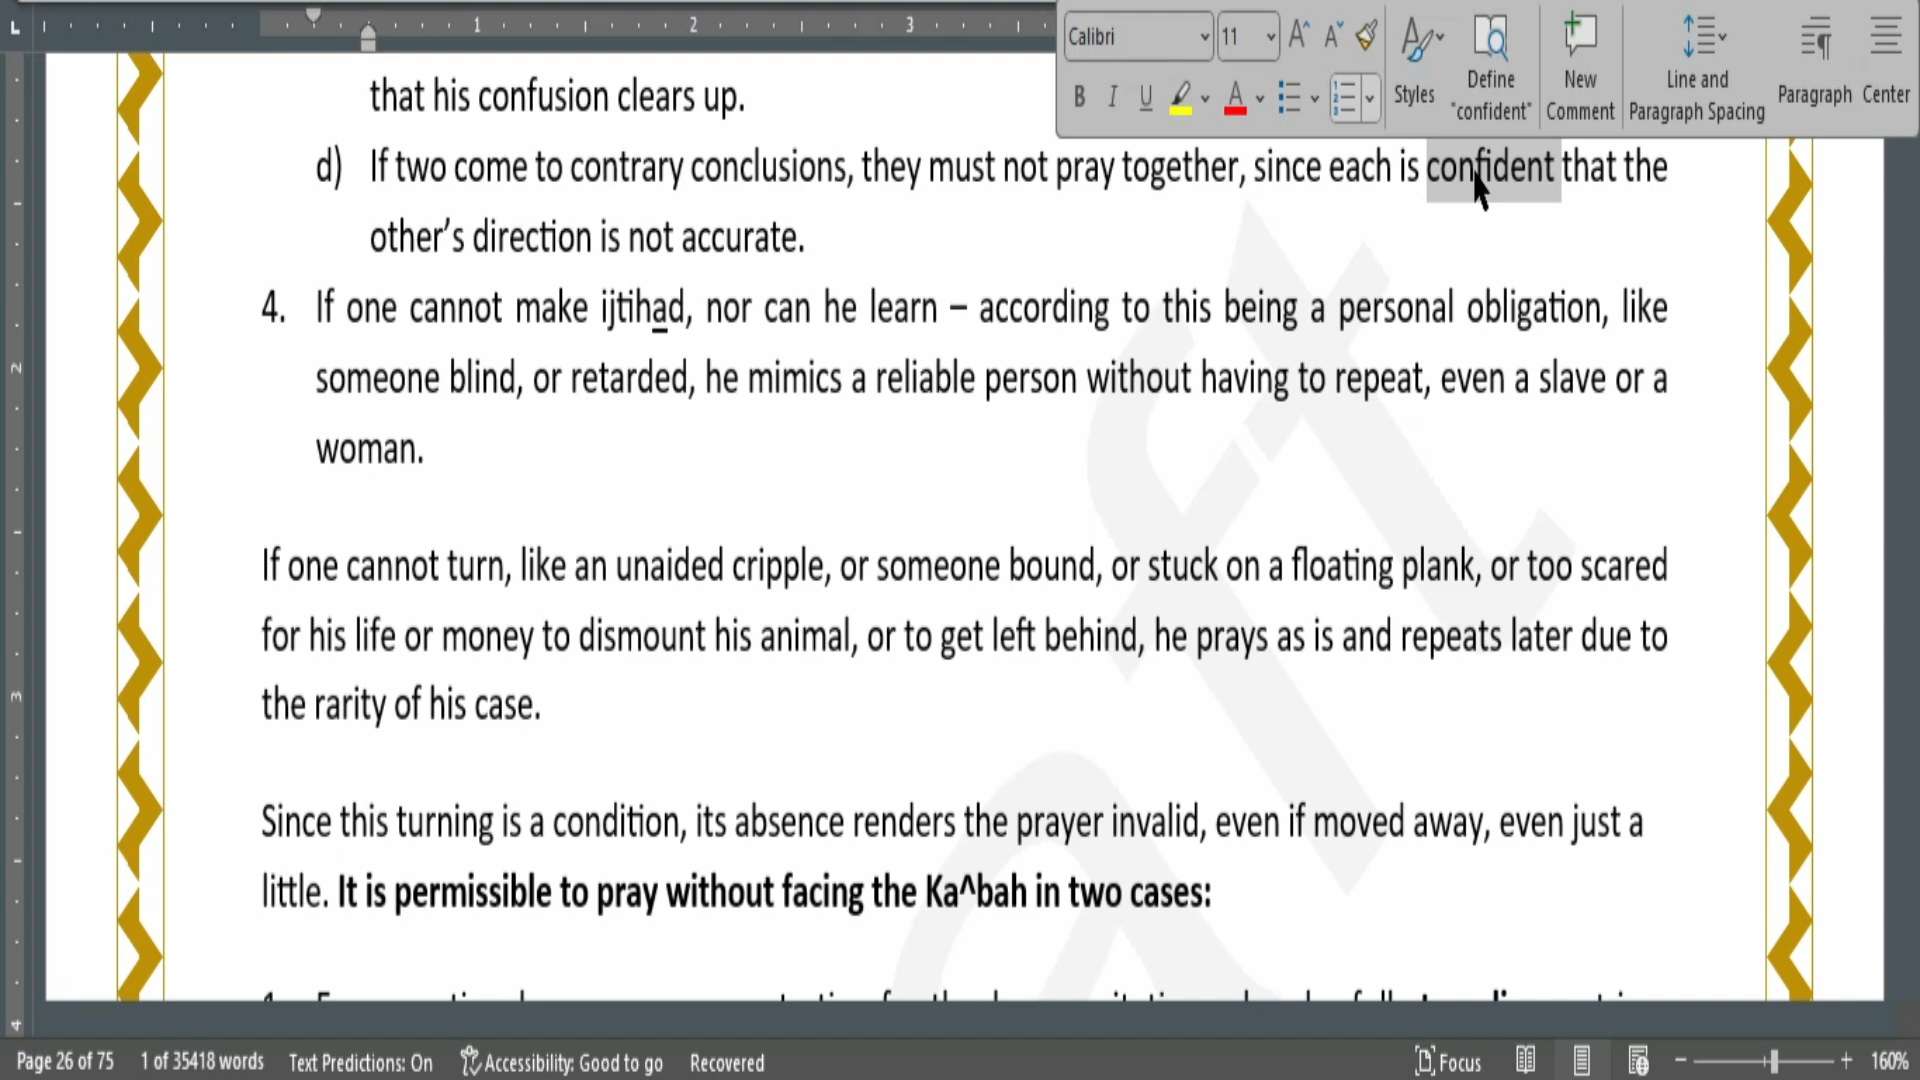 1 2 3
Calibri 11
Styles
Define "confident"
New Comment
Line and Paragraph Spacing
Paragraph
Center
B I U
that his confusion clears up.
d) If two come to contrary conclusions, they must not pray together, since each is confident that the
other’s direction is not accurate.
4. If one cannot make ijtihad, nor can he learn – according to this being a personal obligation, like
someone blind, or retarded, he mimics a reliable person without having to repeat, even a slave or a
woman.
If one cannot turn, like an unaided cripple, or someone bound, or stuck on a floating plank, or too scared
for his life or money to dismount his animal, or to get left behind, he prays as is and repeats later due to
the rarity of his case.
Since this turning is a condition, its absence renders the prayer invalid, even if moved away, even just a
little. It is permissible to pray without facing the Ka^bah in two cases:
Page 26 of 75 1 of 35418 words Text Predictions: On Accessibility: Good to go Recovered Focus 160%